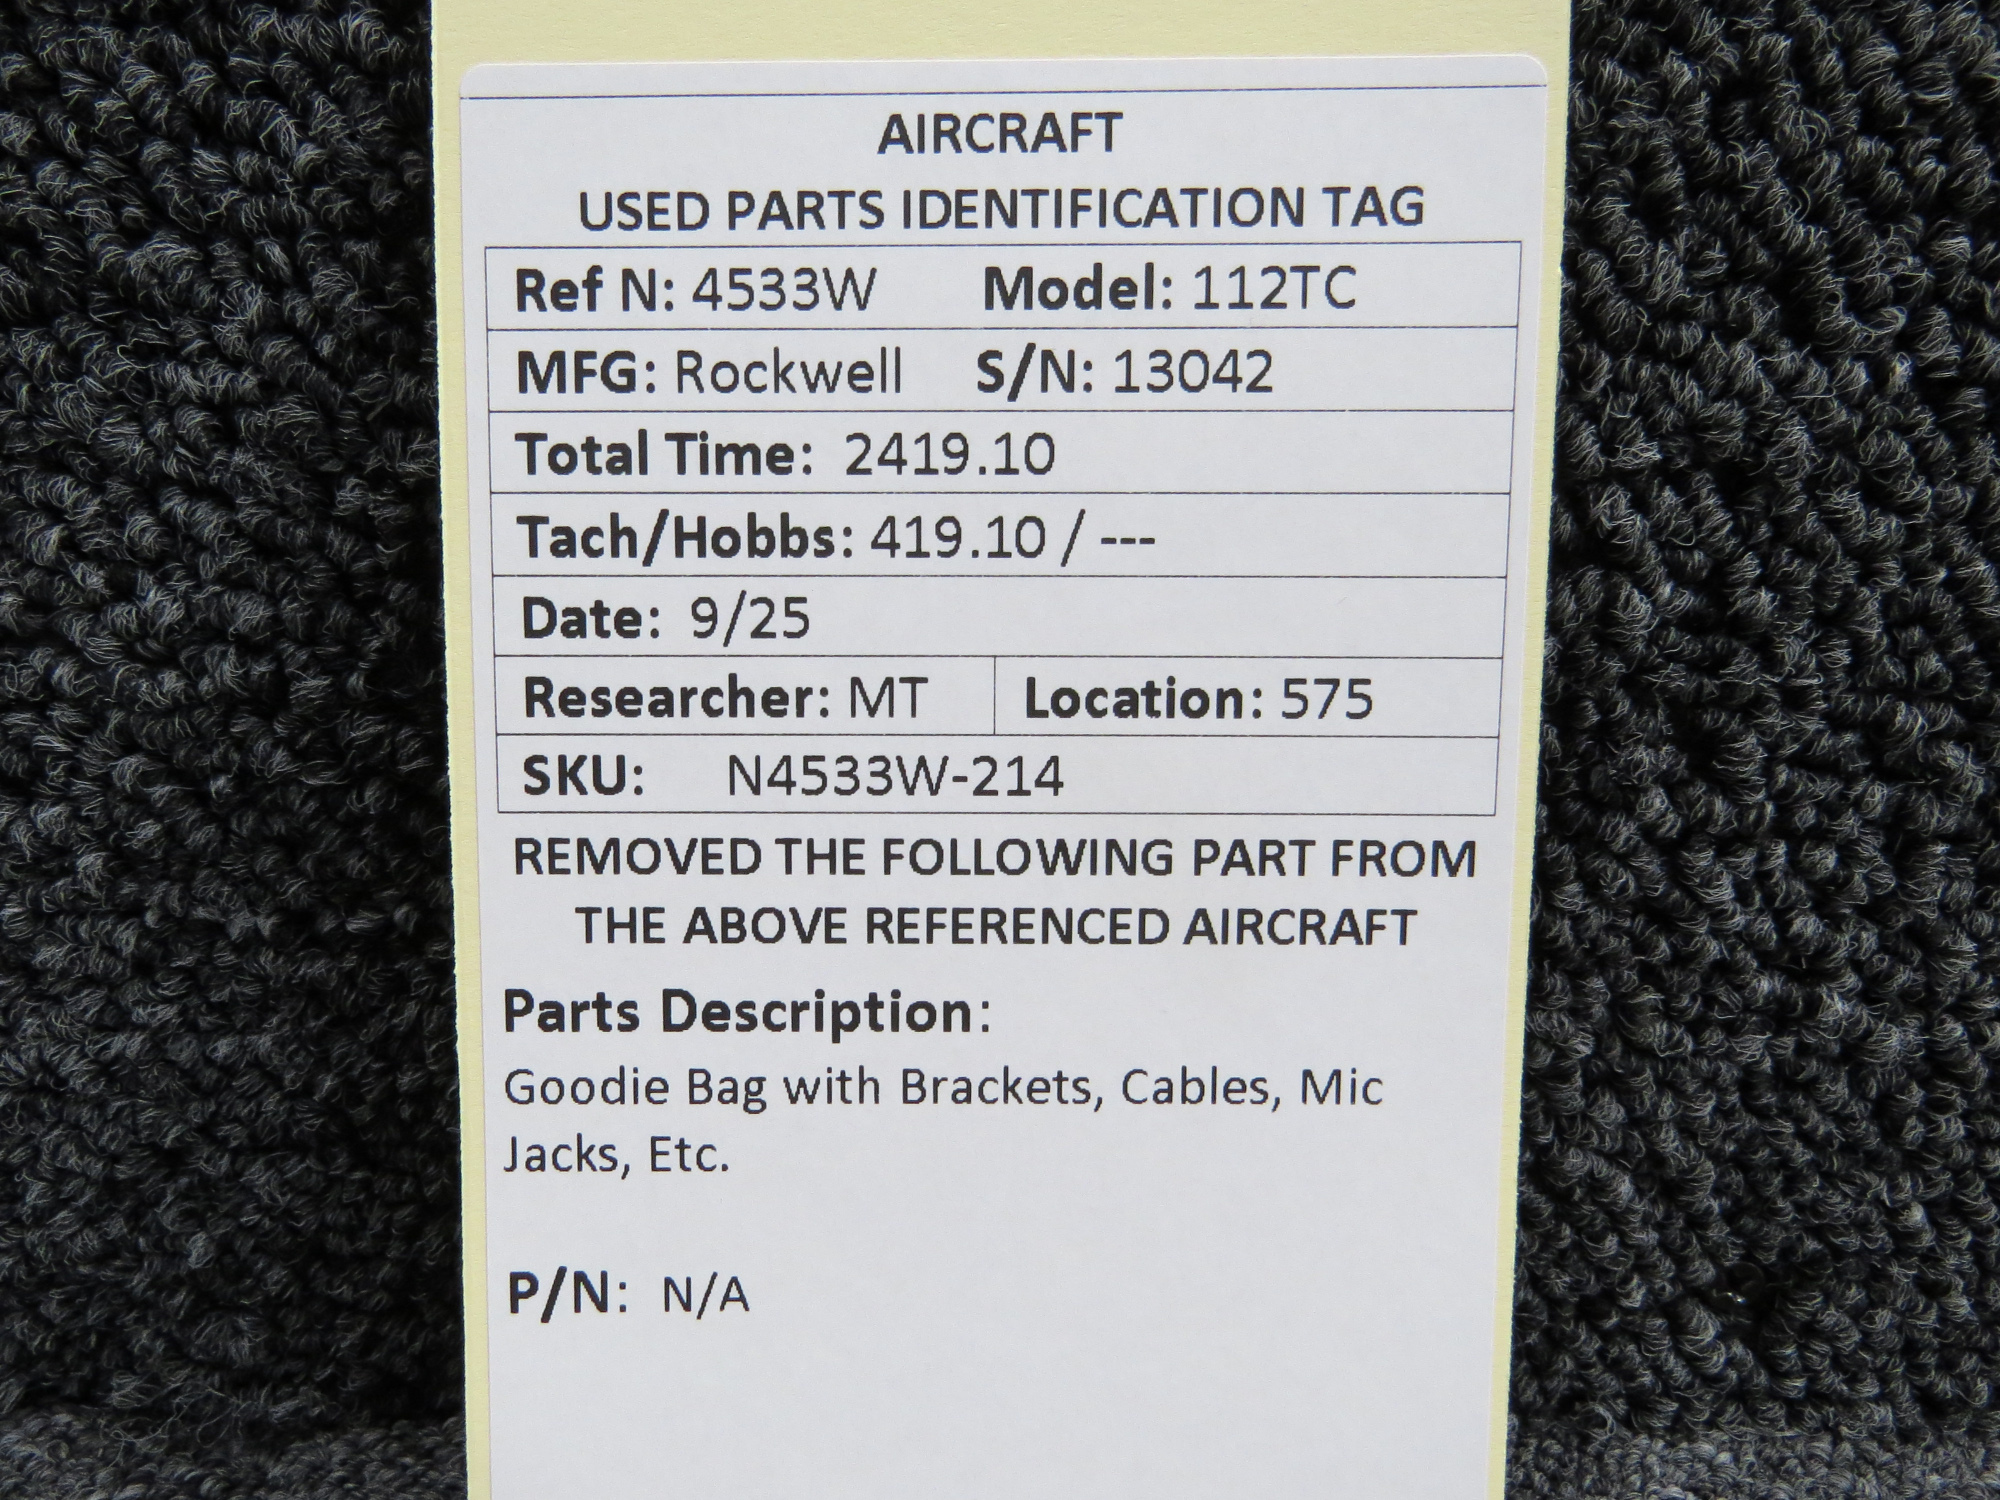 AIRCRAFT
USED PARTS IDENTIFICATION TAG
Ref N: 4533W Model: 112TC
MFG: Rockwell S/N: 13042
Total Time: 2419.10
Tach/Hobbs: 419.10 / ---
Date: 9/25
Researcher: MT Location: 575
SKU: N4533W-214
REMOVED THE FOLLOWING PART FROM
THE ABOVE REFERENCED AIRCRAFT
Parts Description:
Goodie Bag with Brackets, Cables, Mic
Jacks, Etc.
P/N: N/A